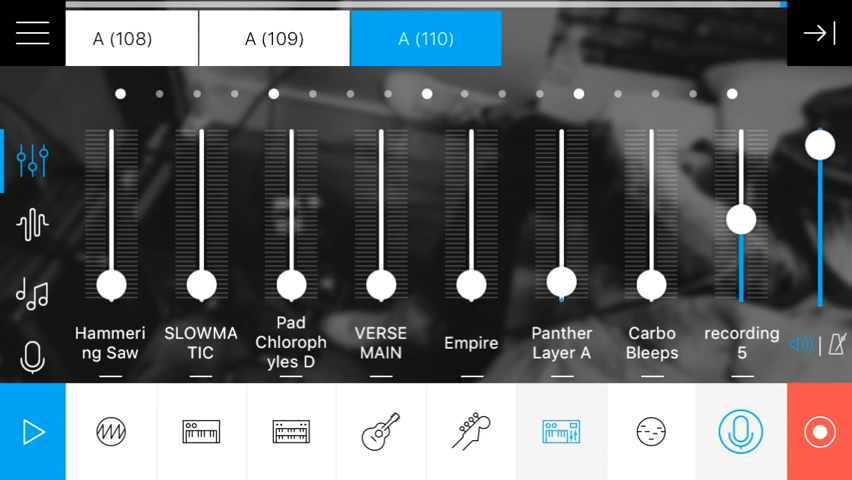 A (108)
A (109)
A (110)
Hammeri
ng Saw
SLOWMA
TIC
Pad
Chloroph
yles D
VERSE
MAIN
Empire
Panther
Layer A
Carbo
Bleeps
recording
5